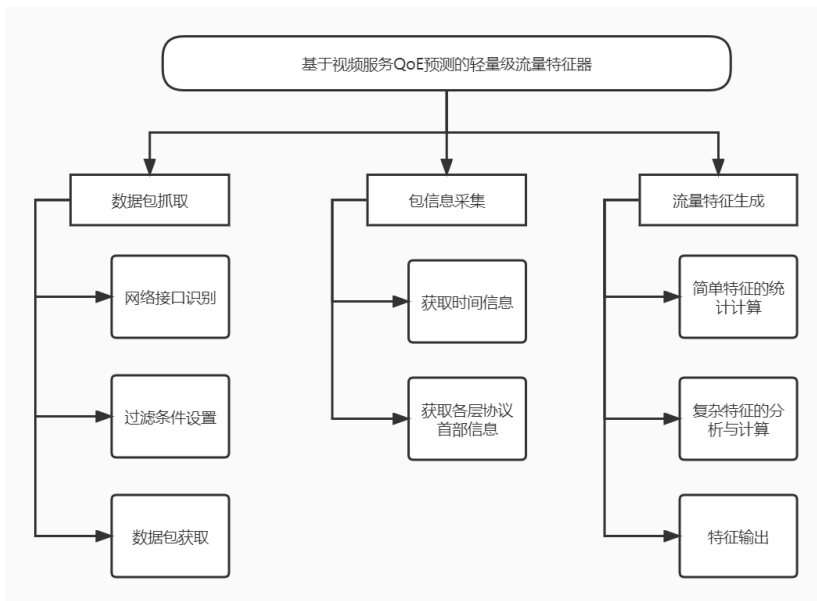 基于视频服务QoE预测的轻量级流量特征器
数据包抓取
网络接口识别
过滤条件设置
数据包获取
包信息采集
获取时间信息
获取各层协议
首部信息
流量特征生成
简单特征的统
计计算
复杂特征的分
析与计算
特征输出